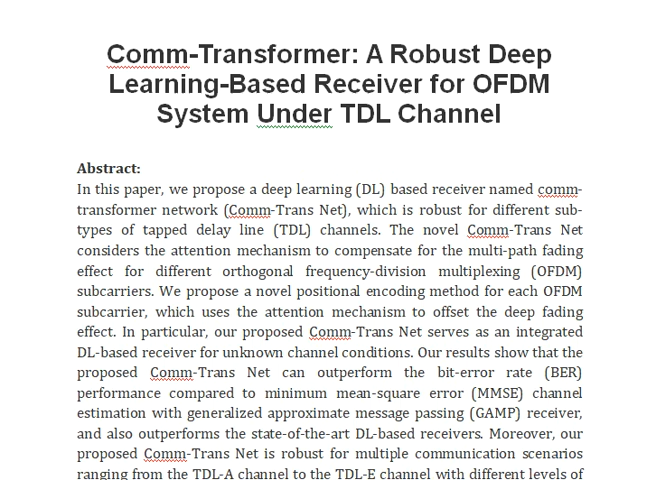 Comm-Transformer: A Robust Deep
Learning-Based Receiver for OFDM
System Under TDL Channel
Abstract:
In this paper, we propose a deep learning (DL) based receiver named comm-
transformer network (Comm-Trans Net), which is robust for different sub-
types of tapped delay line (TDL) channels. The novel Comm-Trans Net
considers the attention mechanism to compensate for the multi-path fading
effect for different orthogonal frequency-division multiplexing (OFDM)
subcarriers. We propose a novel positional encoding method for each OFDM
subcarrier, which uses the attention mechanism to offset the deep fading
effect. In particular, our proposed Comm-Trans Net serves as an integrated
DL-based receiver for unknown channel conditions. Our results show that the
proposed Comm-Trans Net can outperform the bit-error rate (BER)
performance compared to minimum mean-square error (MMSE) channel
estimation with generalized approximate message passing (GAMP) receiver,
and also outperforms the state-of-the-art DL-based receivers. Moreover, our
proposed Comm-Trans Net is robust for multiple communication scenarios
ranging from the TDL-A channel to the TDL-E channel with different levels of